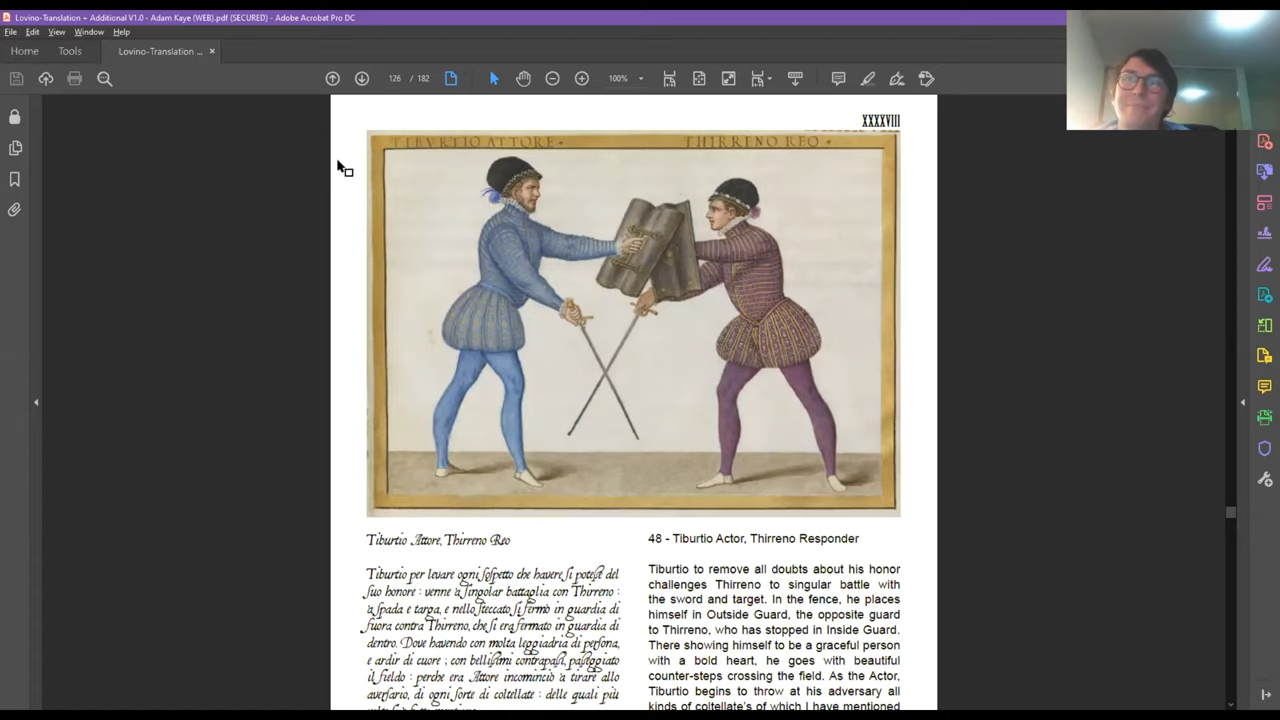 Lovino-Translation + Additional V1.0 - Adam Kaye (WEB).pdf (SECURED) - Adobe Acrobat Pro DC
File Edit View Window Help
Home Tools Lovino-Translation ... ×
126 / 182 100%
XXXXVIII
TIBVRTIO ATTORE THIRRENO REO
Tiburtio Attore, Thirreno Reo
Tiburtio per levare ogni sospetto che havere si potesse del
suo honore : venne à singolar battaglia con Thirreno :
à spada e targa, e nello steccato si fermò in guardia di
fuora contra Thirreno, che si era fermato in guardia di
dentro. Dove havendo con molta leggiadria di persona,
e ardir di cuore ; con bellissimi contrapassi, passeggiato
il fieldo : perche era Attore incominciò à tirare allo
aversario, di ogni sorte di coltellate : delle quali più
48 - Tiburtio Actor, Thirreno Responder
Tiburtio to remove all doubts about his honor
challenges Thirreno to singular battle with
the sword and target. In the fence, he places
himself in Outside Guard, the opposite guard
to Thirreno, who has stopped in Inside Guard.
There showing himself to be a graceful person
with a bold heart, he goes with beautiful
counter-steps crossing the field. As the Actor,
Tiburtio begins to throw at his adversary all
kinds of coltellate's of which I have mentioned